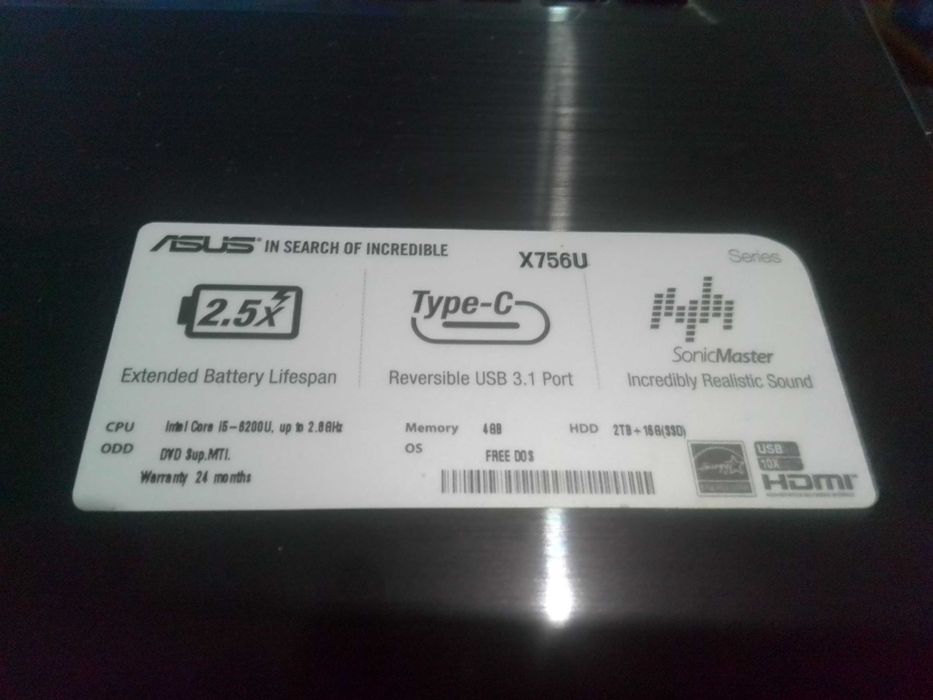 ASUS IN SEARCH OF INCREDIBLE
X756U
Series
2.5x
Type-C
SonicMaster
Extended Battery Lifespan
Reversible USB 3.1 Port
Incredibly Realistic Sound
CPU Intel Core i5-6200U, up to 2.8GHz
Memory 4GB
HDD 2TB+16G(SSD)
ODD DVD Sup.MTI.
OS FREE DOS
Warranty 24 months
USB
10X
HDMI